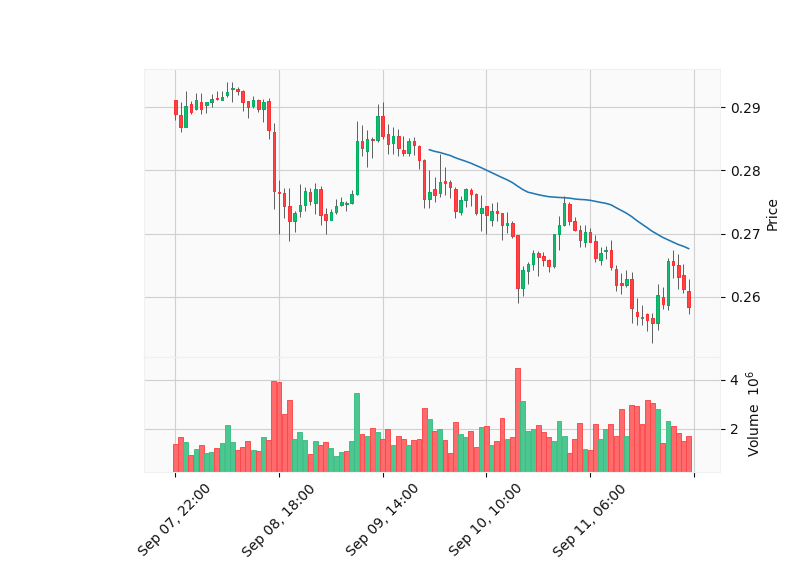 0.29
0.28
0.27
0.26
Price
4
2
Volume 10^6
Sep 07, 22:00
Sep 08, 18:00
Sep 09, 14:00
Sep 10, 10:00
Sep 11, 06:00